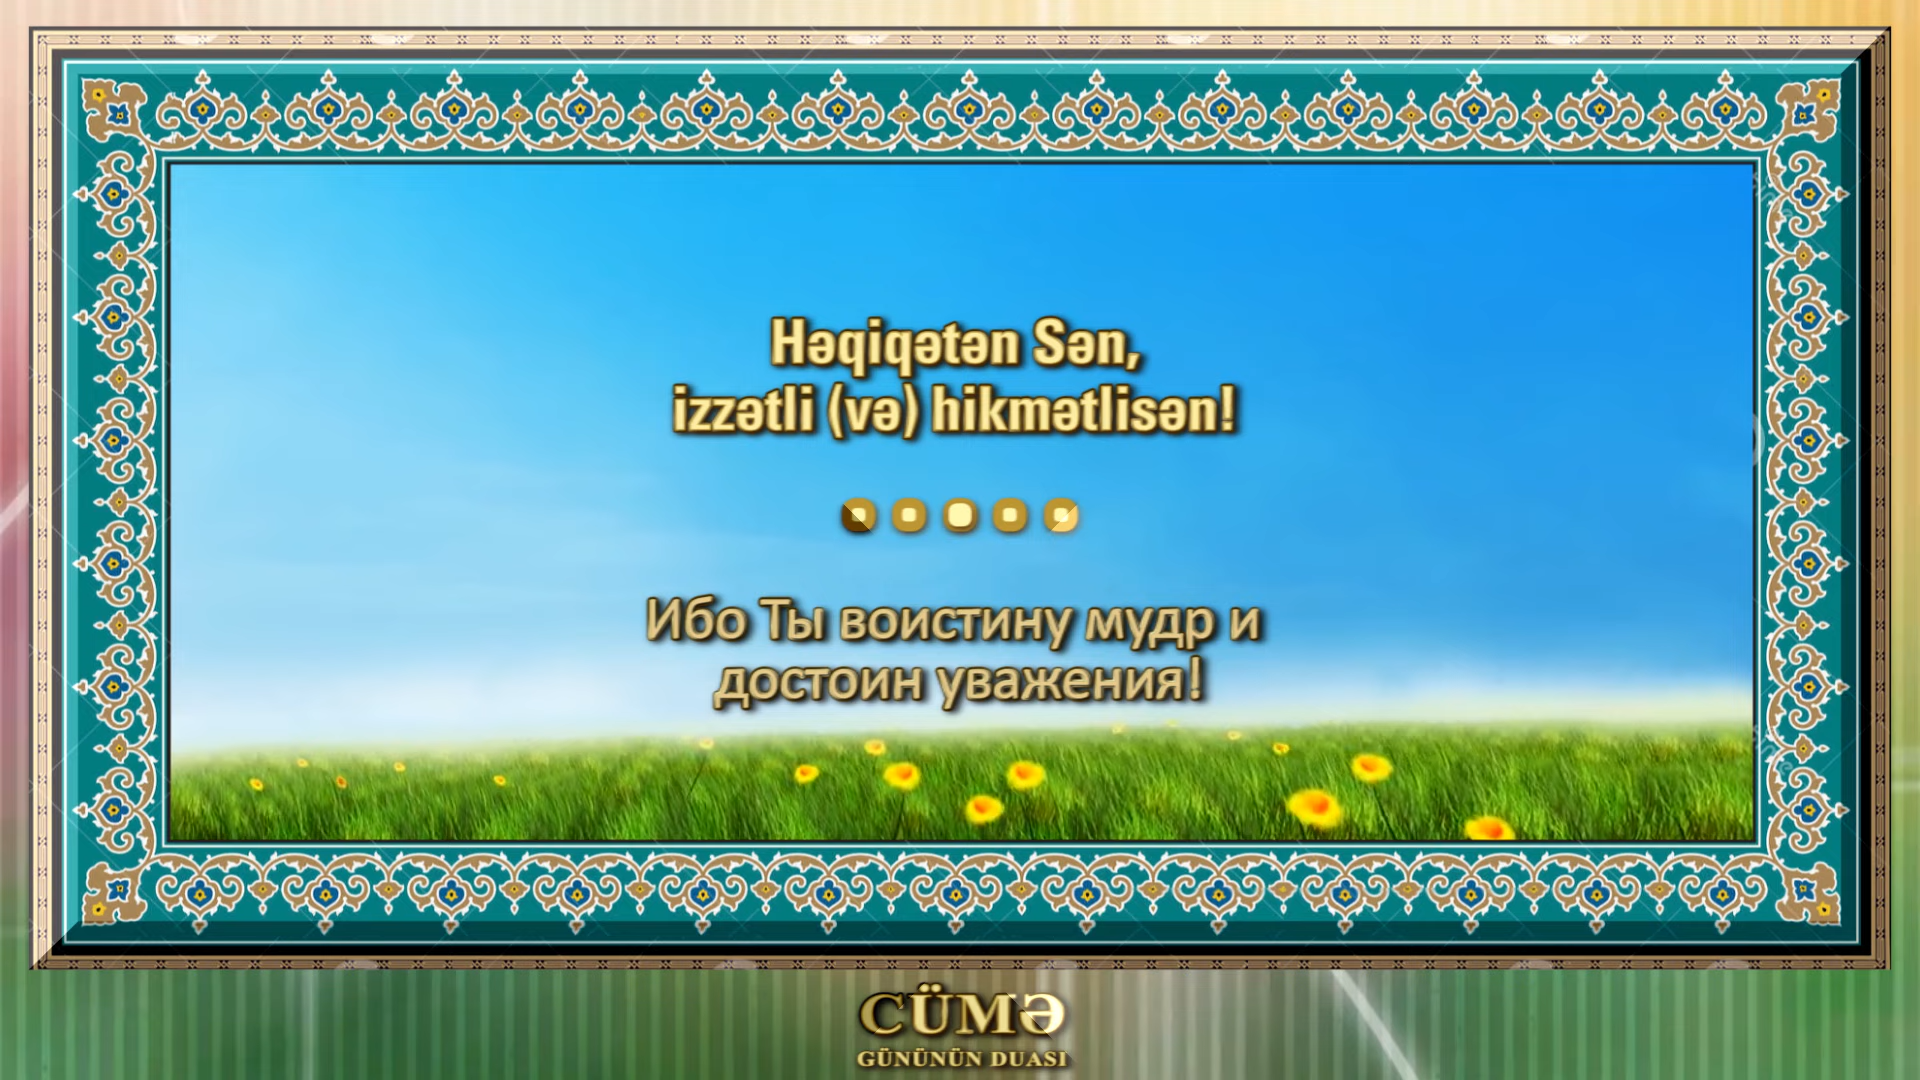 Həqiqətən Sən,
izzətli (və) hikmətlisən!
Ибо Ты воистину мудр и
достоин уважения!
CÜMƏ
GÜNÜNÜN DUASI